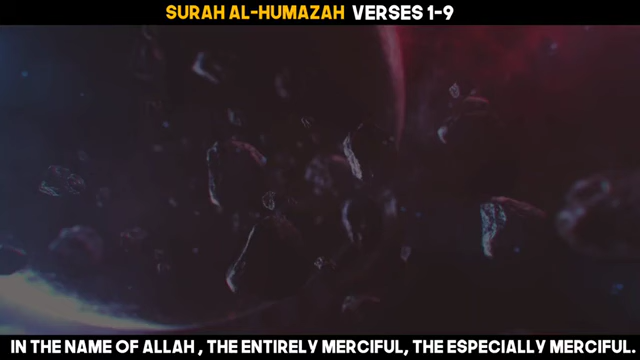 SURAH AL-HUMAZAH VERSES 1-9
IN THE NAME OF ALLAH , THE ENTIRELY MERCIFUL, THE ESPECIALLY MERCIFUL.